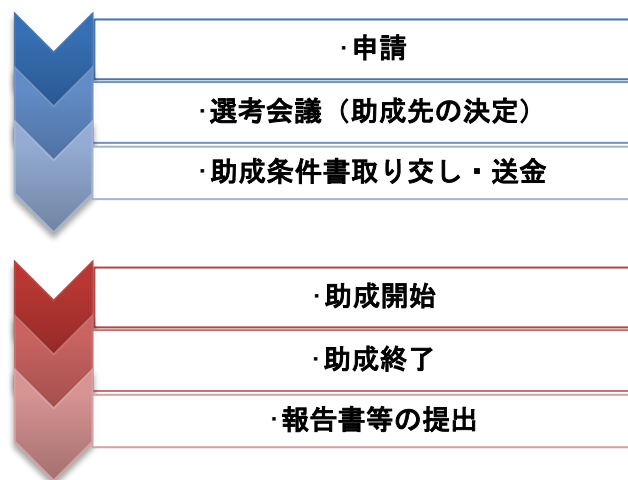 ·申請
·選考会議（助成先の決定）
·助成条件書取り交し・送金
·助成開始
·助成終了
·報告書等の提出